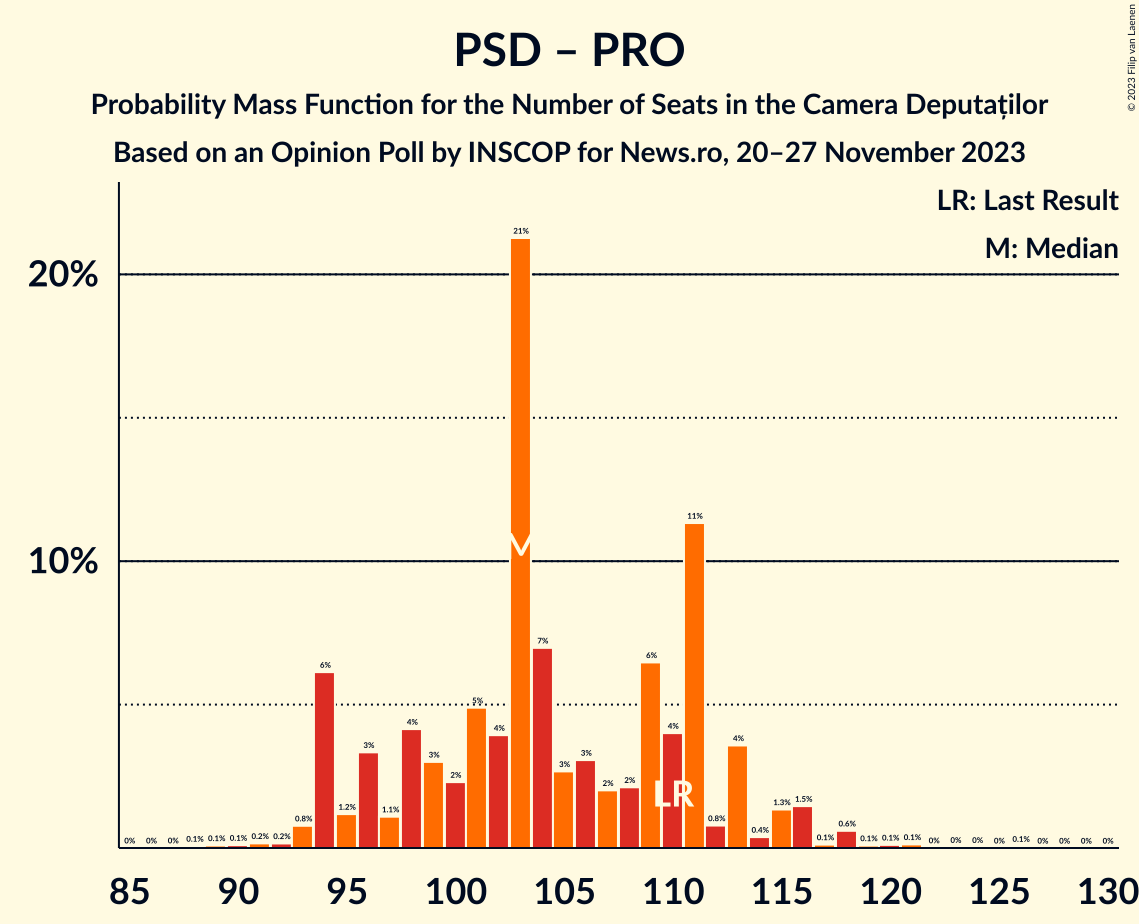 PSD – PRO
Probability Mass Function for the Number of Seats in the Camera Deputaților
Based on an Opinion Poll by INSCOP for News.ro, 20–27 November 2023
© 2023 Filip van Laenen
LR: Last Result
M: Median
20%
10%
0% 0% 0% 0.1% 0.1% 0.1% 0.2% 0.2% 0.8% 6% 1.2% 3% 1.1% 4% 3% 2% 5% 4% 21% 7% 3% 3% 2% 2% 6% 4% 11% 0.8% 4% 0.4% 1.3% 1.5% 0.1% 0.6% 0.1% 0.1% 0.1% 0% 0% 0% 0% 0.1% 0% 0% 0% 0%
M
LR
85 90 95 100 105 110 115 120 125 130